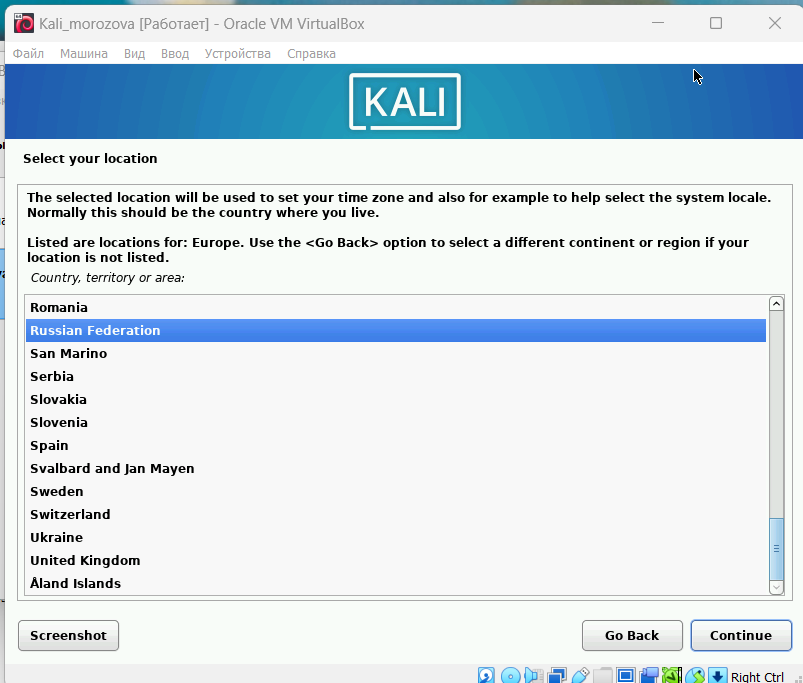 Kali_morozova [Работает] - Oracle VM VirtualBox
Файл Машина Вид Ввод Устройства Справка
KALI
Select your location
The selected location will be used to set your time zone and also for example to help select the system locale.
Normally this should be the country where you live.
Listed are locations for: Europe. Use the <Go Back> option to select a different continent or region if your
location is not listed.
Country, territory or area:
Romania
Russian Federation
San Marino
Serbia
Slovakia
Slovenia
Spain
Svalbard and Jan Mayen
Sweden
Switzerland
Ukraine
United Kingdom
Åland Islands
Screenshot Go Back Continue
Right Ctrl